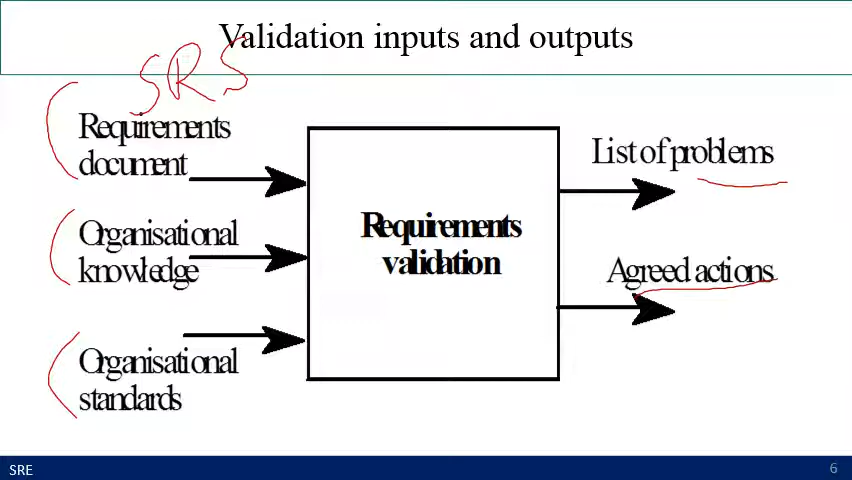 Validation inputs and outputs
SRS
Requirements
document
Organisational
knowledge
Organisational
standards
Requirements
validation
List of problems
Agreed actions
SRE
6